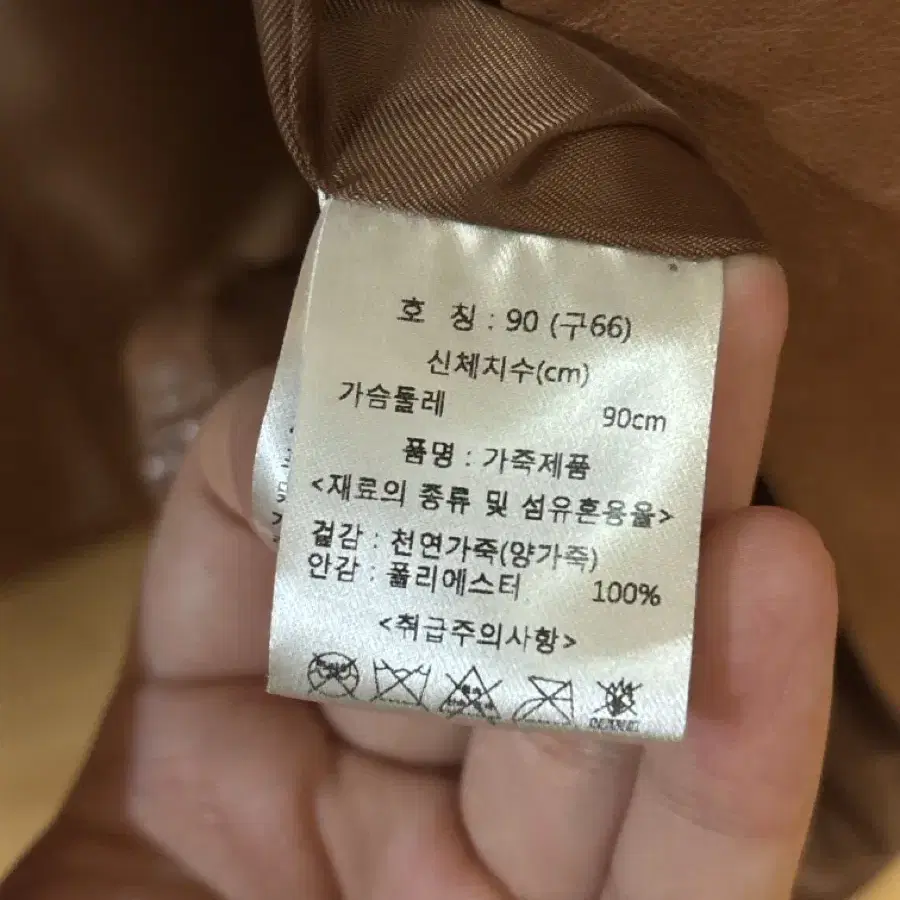 호 칭 : 90 (구66)
신체치수(cm)
가슴둘레 90cm
품명 : 가죽제품
<재료의 종류 및 섬유혼용율>
겉감 : 천연가죽(양가죽)
안감 : 폴리에스터 100%
<취급주의사항>